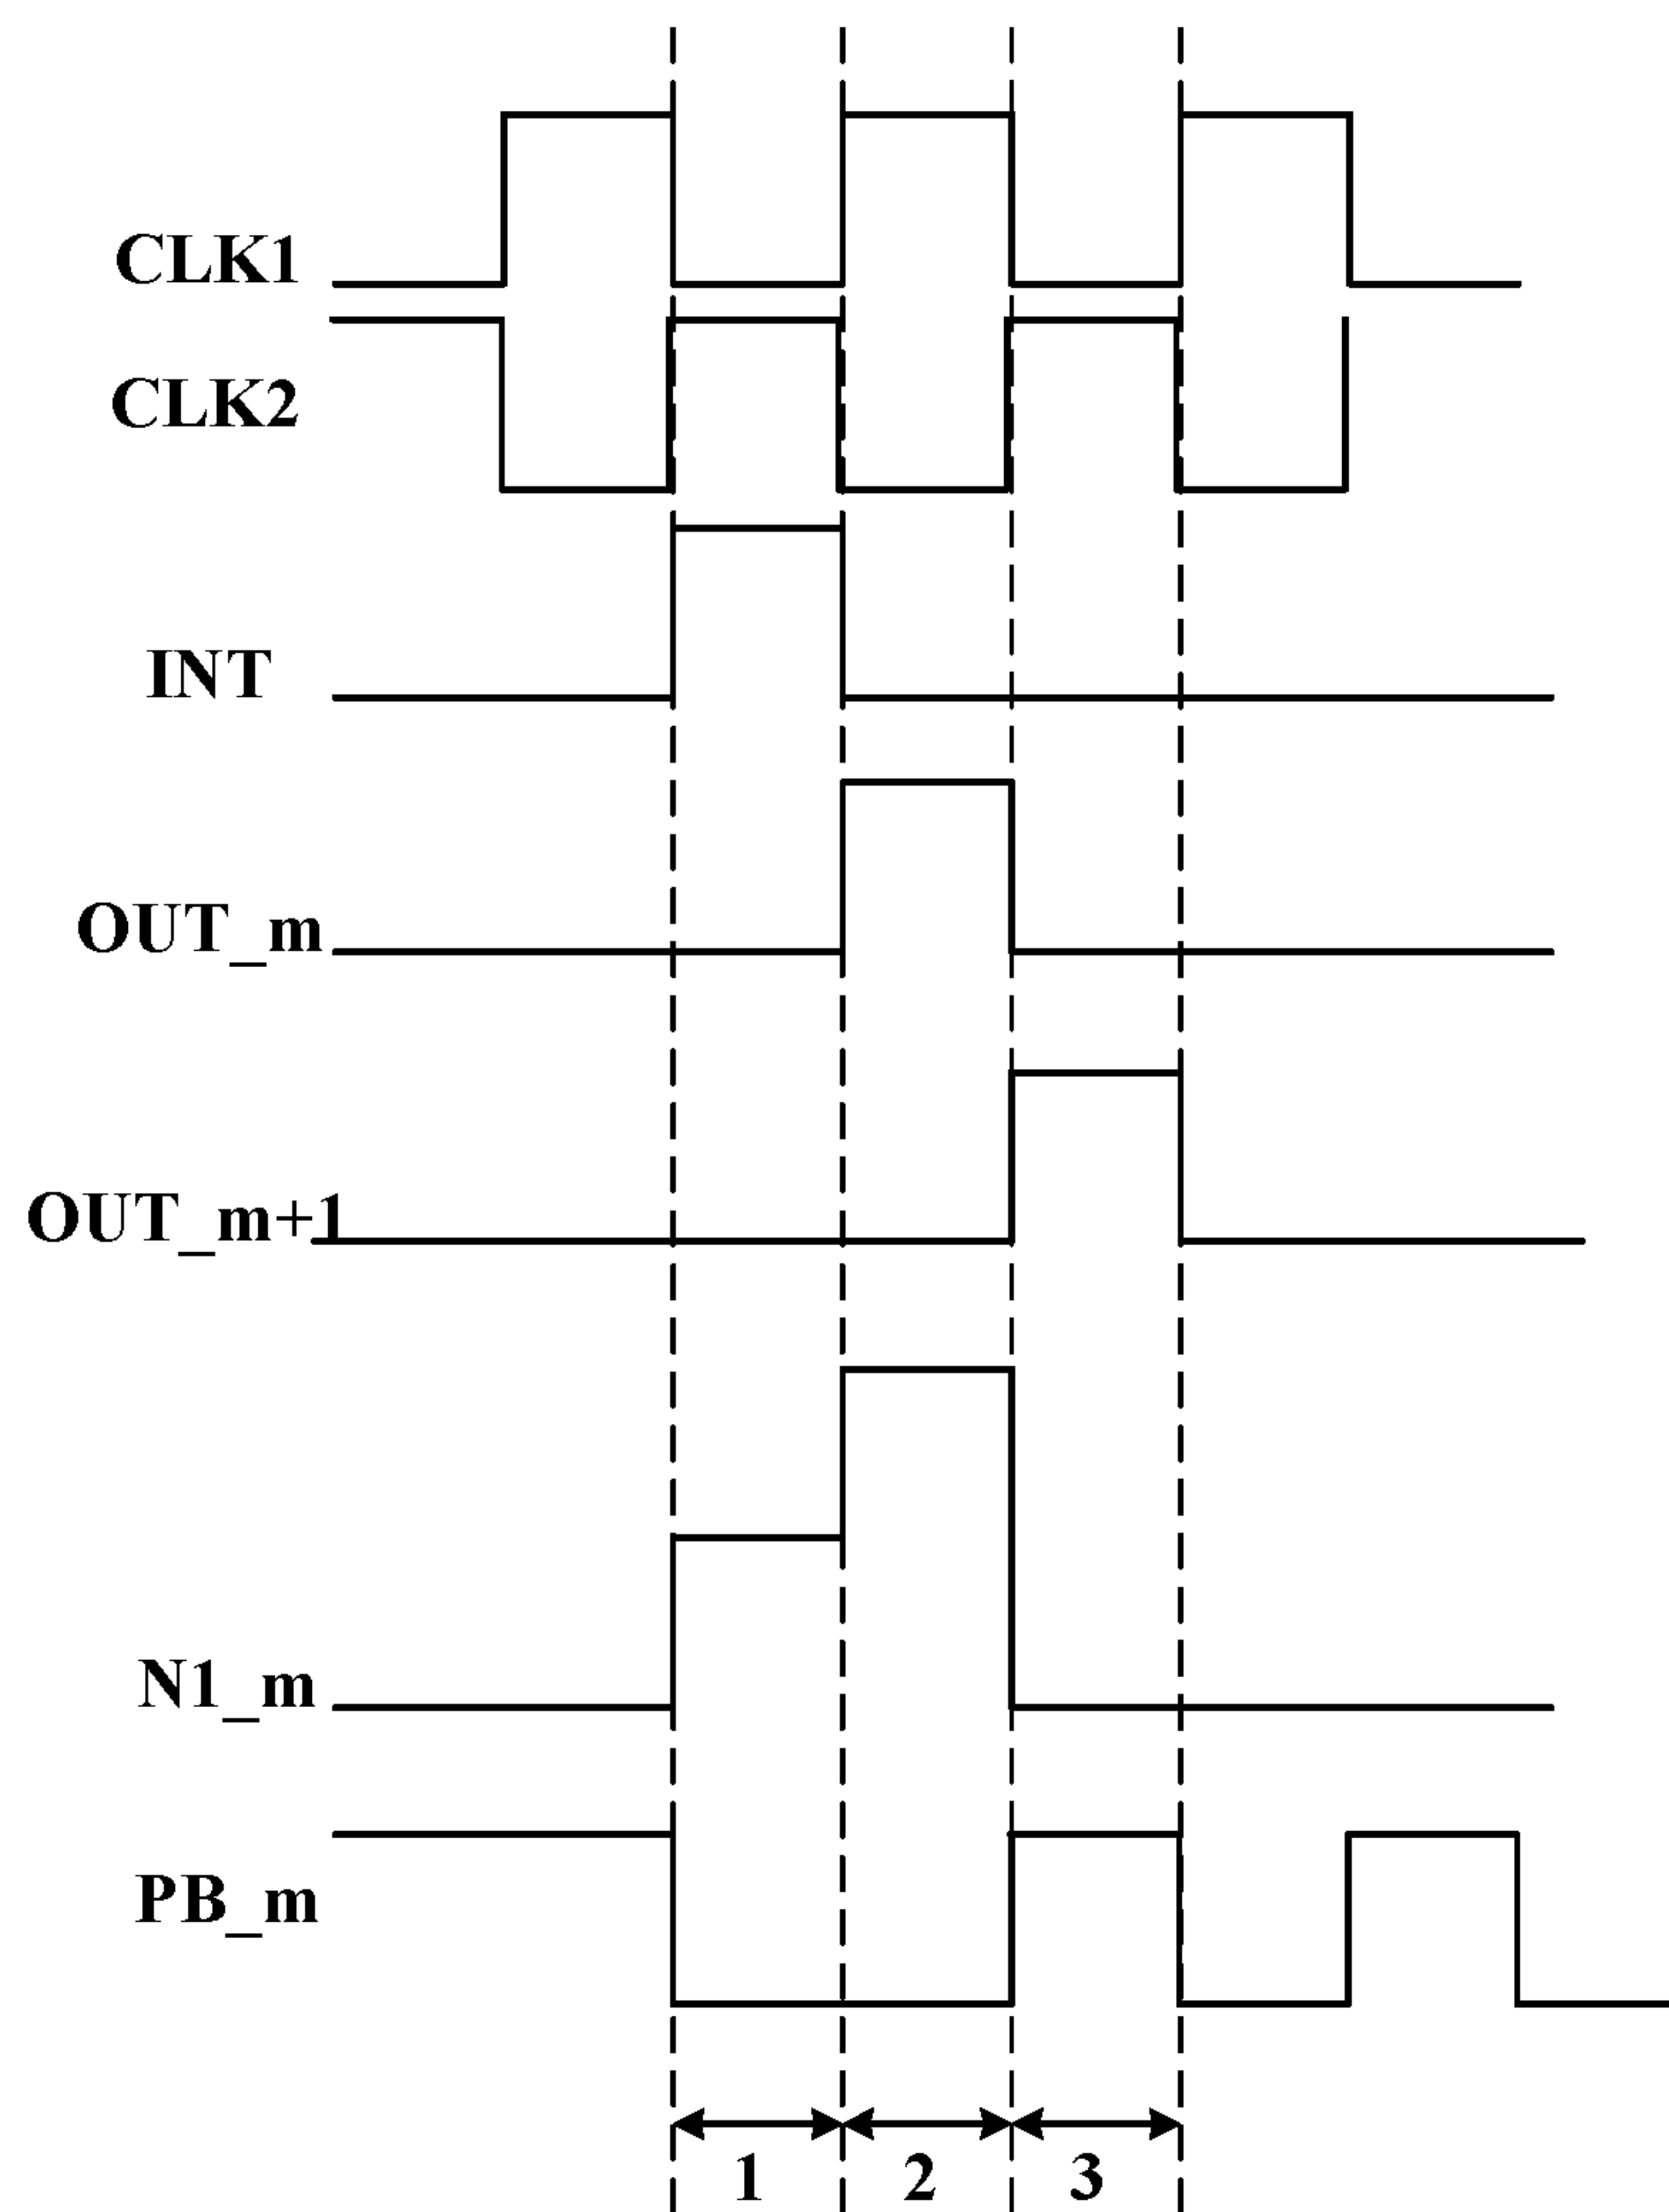 CLK1
CLK2
INT
OUT_m
OUT_m+1
N1_m
PB_m
1 2 3